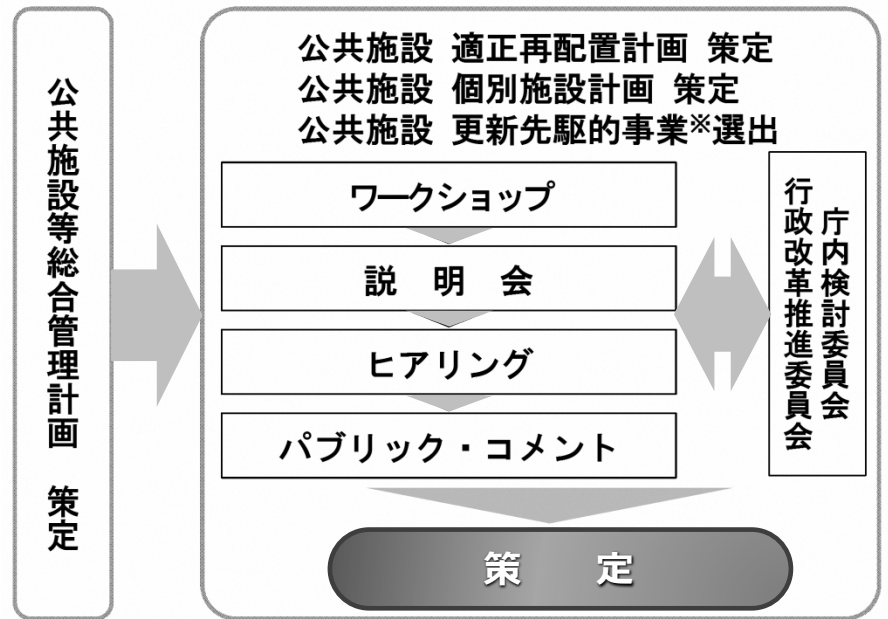 公共施設等総合管理計画 策定
公共施設 適正再配置計画 策定
公共施設 個別施設計画 策定
公共施設 更新先駆的事業※選出
ワークショップ
説 明 会
ヒアリング
パブリック・コメント
庁内検討委員会
行政改革推進委員会
策 定